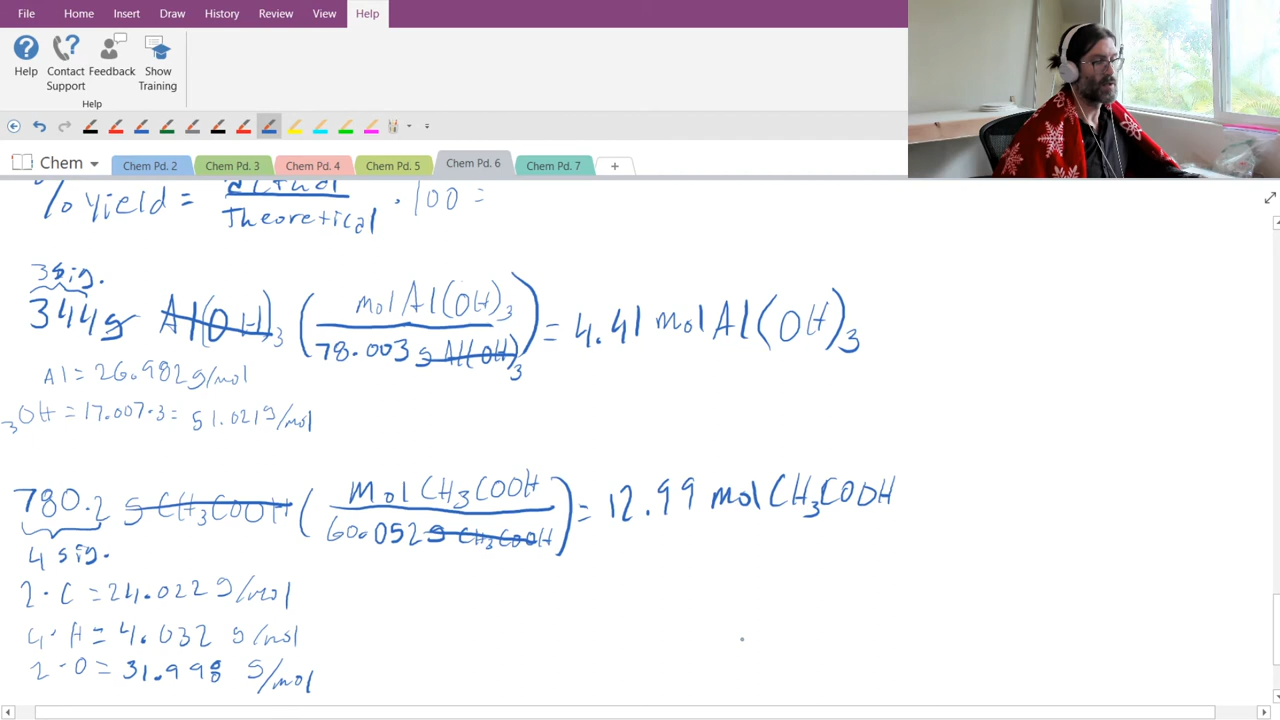 File Home Insert Draw History Review View Help
Help Contact Support Feedback Show Training
Help
Chem Chem Pd. 2 Chem Pd. 3 Chem Pd. 4 Chem Pd. 5 Chem Pd. 6 Chem Pd. 7 +
% yield = Actual / Theoretical · 100 =
3 sig.
344g Al(OH)3 ( mol Al(OH)3 / 78.003 g Al(OH)3 ) = 4.41 mol Al(OH)3
Al = 26.982 g/mol
3OH = 17.007·3 = 51.021 g/mol
780.2 g CH3COOH ( mol CH3COOH / 60.052 g CH3COOH ) = 12.99 mol CH3COOH
4 sig.
2·C = 24.022 g/mol
4·H = 4.032 g/mol
2·O = 31.998 g/mol